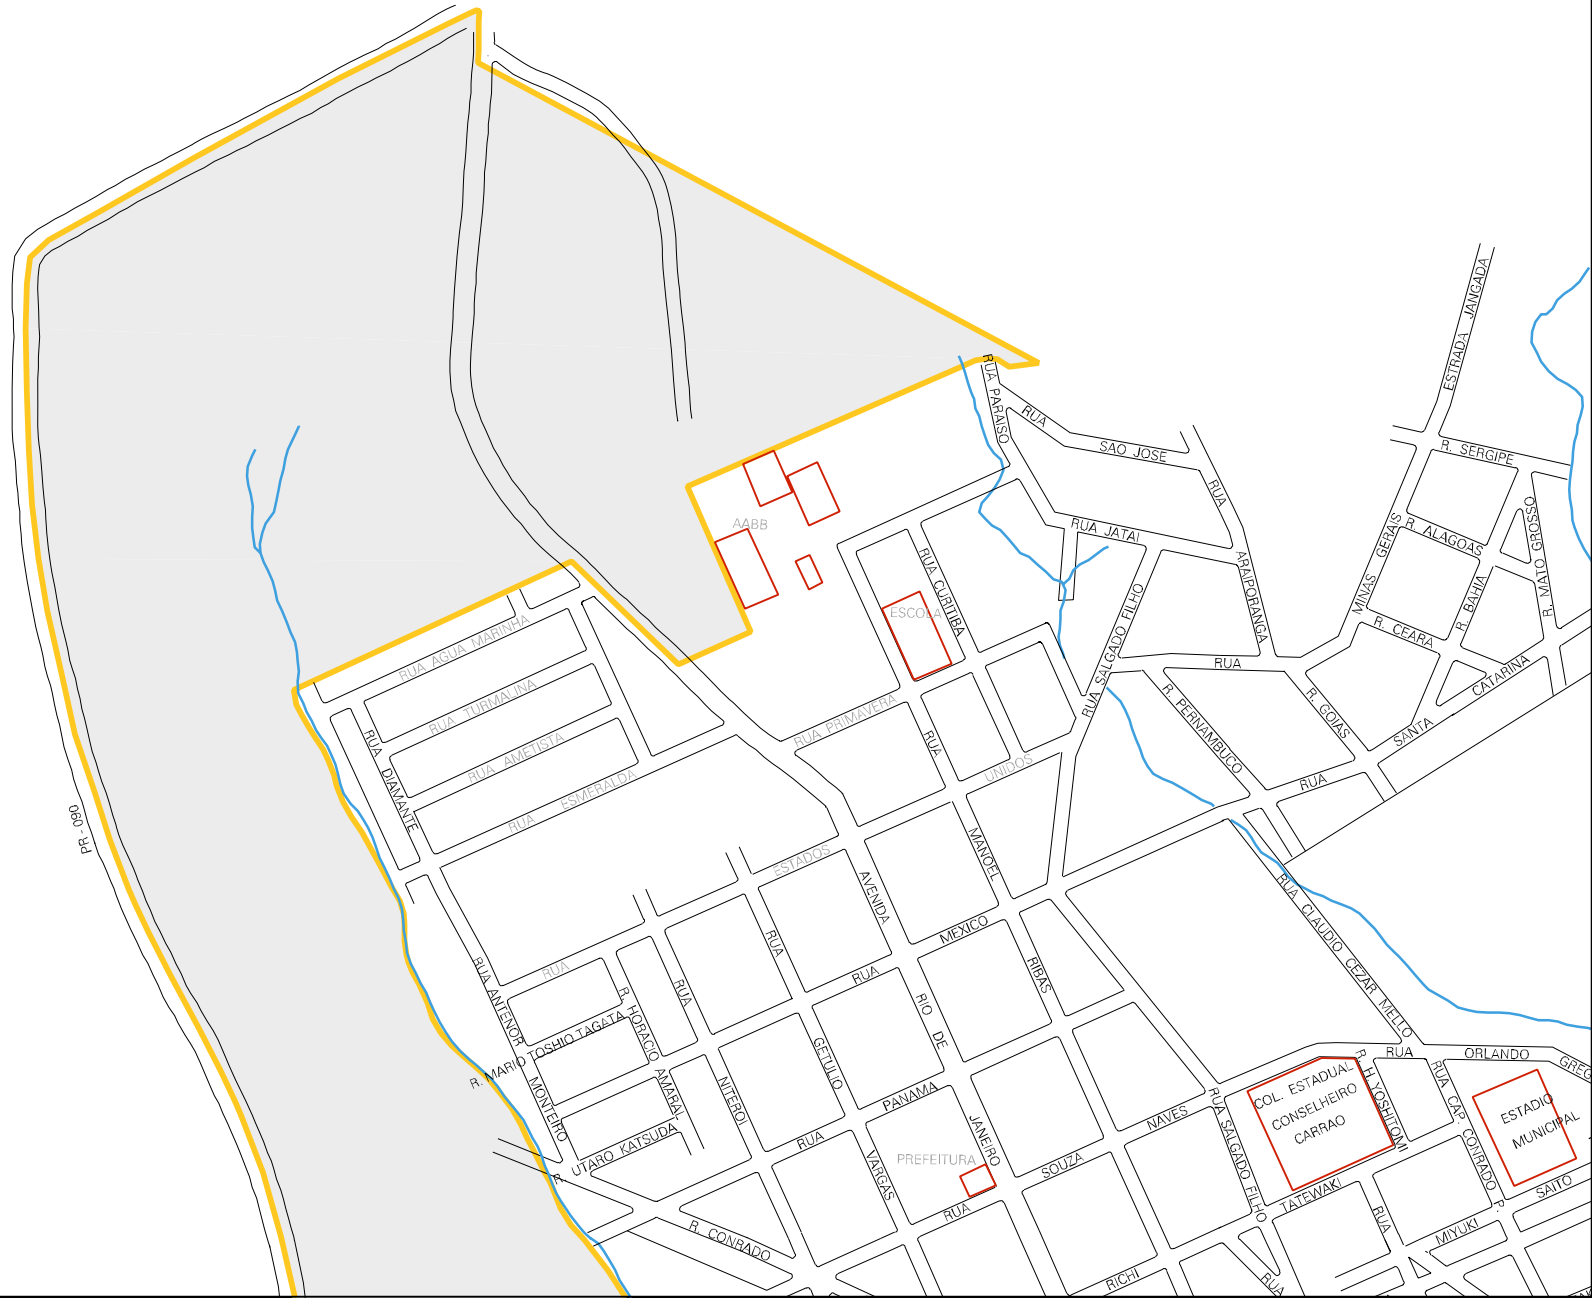 RUA PARAISO
RUA
SAO JOSE
ESTRADA JANGADA
R. SERGIPE
RUA
ARAIPORANGA
RUA JATAI
R. ALAGOAS
R. MATO GROSSO
MINAS GERAIS
R. BAHIA
R. CEARA
AABB
RUA CURITIBA
ESCOLA
RUA AGUA MARINHA
RUA TURMALINA
RUA AMETISTA
RUA ESMERALDA
RUA DIAMANTE
RUA PRIMAVERA
RUA SALGADO FILHO
RUA
R. PERNAMBUCO
R. GOIAS
SANTA
CATARINA
RUA
RUA
UNIDOS
MANOEL
PR - 090
ESTADOS
AVENIDA
RUA
MEXICO
RUA
RIBAS
RUA CLAUDIO CEZAR MELLO
RUA
RUA ANTENOR
MONTEIRO
R. HORACIO AMARAL
RUA
R. MARIO TOSHIO TAGATA
RIO DE
JANEIRO
GETULIO
NITEROI
PANAMA
RUA
VARGAS
R. UTARO KATSUDA
R. CONRADO
PREFEITURA
RUA
SOUZA
NAVES
RICHI
RUA SALGADO FILHO
TATEWAKI
RUA
COL. ESTADUAL
CONSELHEIRO
CARRAO
R. H. YOSHITOMI
RUA
ORLANDO
GREG
RUA CAP. CONRADO P.
ESTADIO
MUNICIPAL
SAITO
MIYUKI
RUA